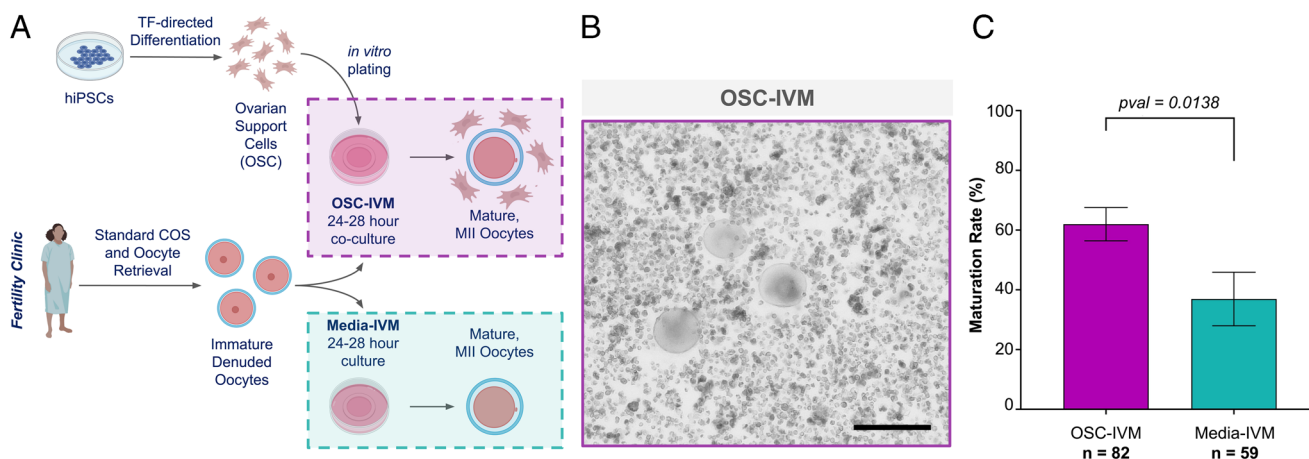 A
TF-directed
Differentiation
hiPSCs
Ovarian
Support
Cells
(OSC)
in vitro
plating
OSC-IVM
24-28 hour
co-culture
Mature,
MII Oocytes
Fertility Clinic
Standard COS
and Oocyte
Retrieval
Immature
Denuded
Oocytes
Media-IVM
24-28 hour
culture
Mature,
MII Oocytes
B
OSC-IVM
C
pval = 0.0138
Maturation Rate (%)
100
80
60
40
20
0
OSC-IVM
n = 82
Media-IVM
n = 59